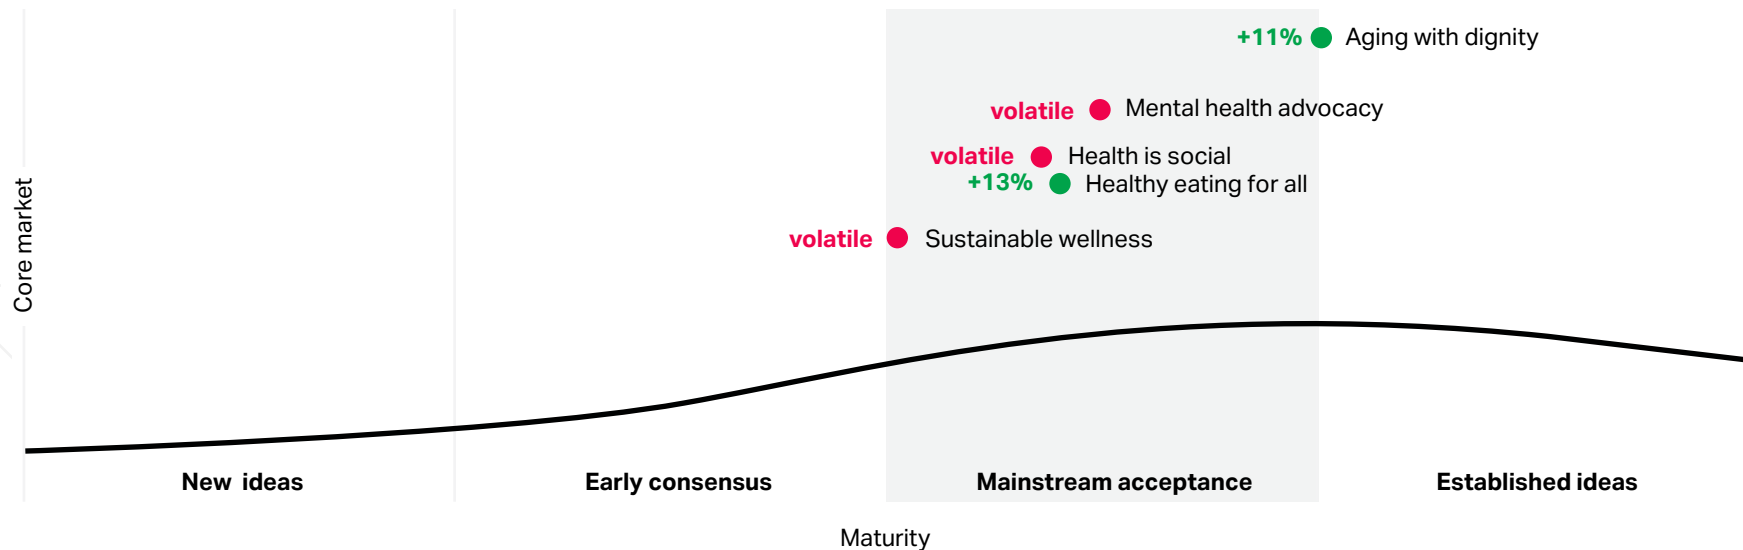 +11% Aging with dignity
volatile Mental health advocacy
volatile Health is social
+13% Healthy eating for all
volatile Sustainable wellness
Core market
New ideas
Early consensus
Mainstream acceptance
Established ideas
Maturity